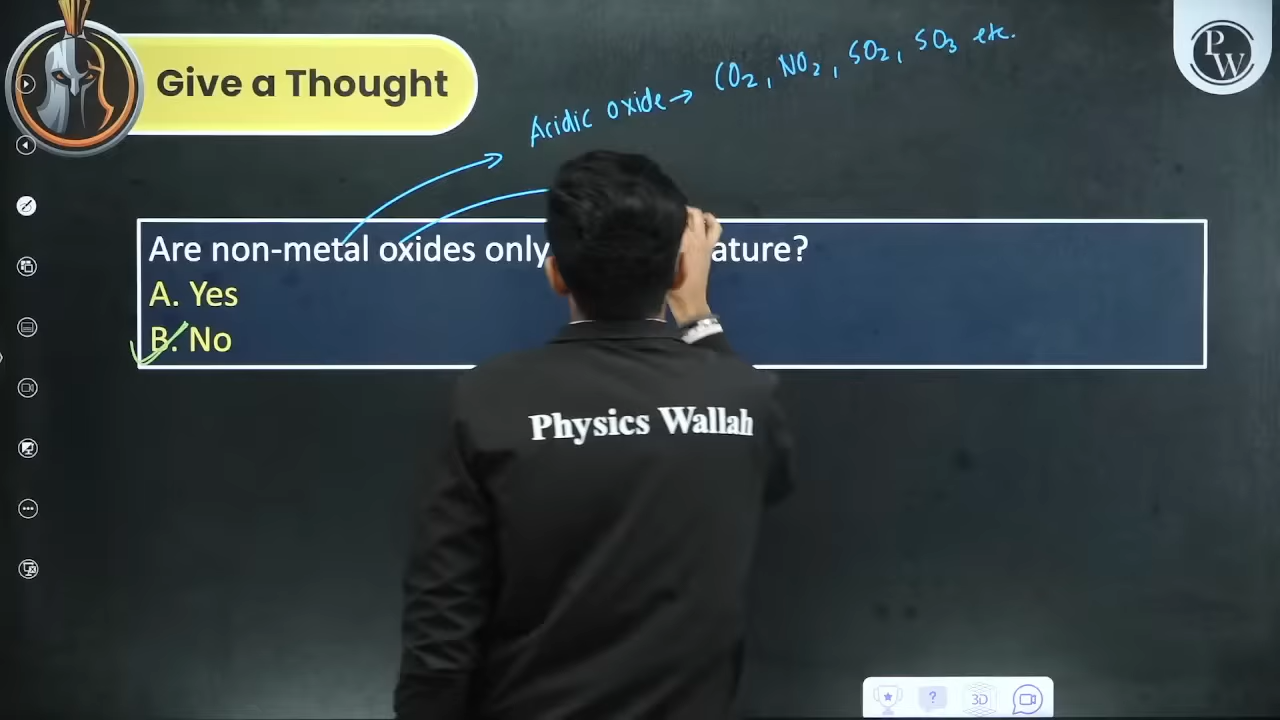 Give a Thought
Acidic oxide → CO2, NO2, SO2, SO3 etc.
PW
Are non-metal oxides only ature?
A. Yes
B. No
Physics Wallah
?
3D